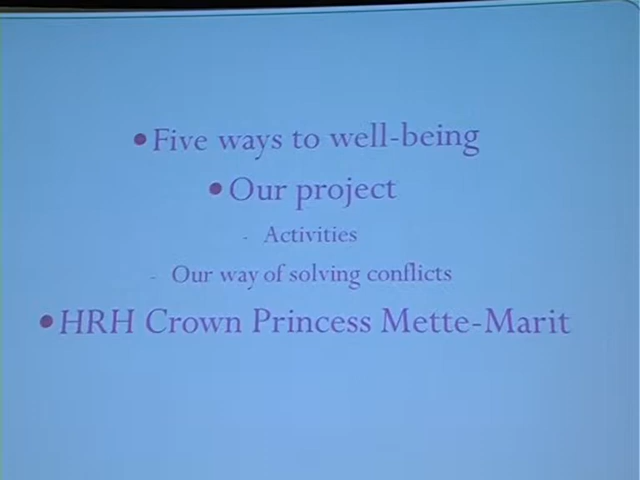 • Five ways to well-being
• Our project
- Activities
- Our way of solving conflicts
• HRH Crown Princess Mette-Marit